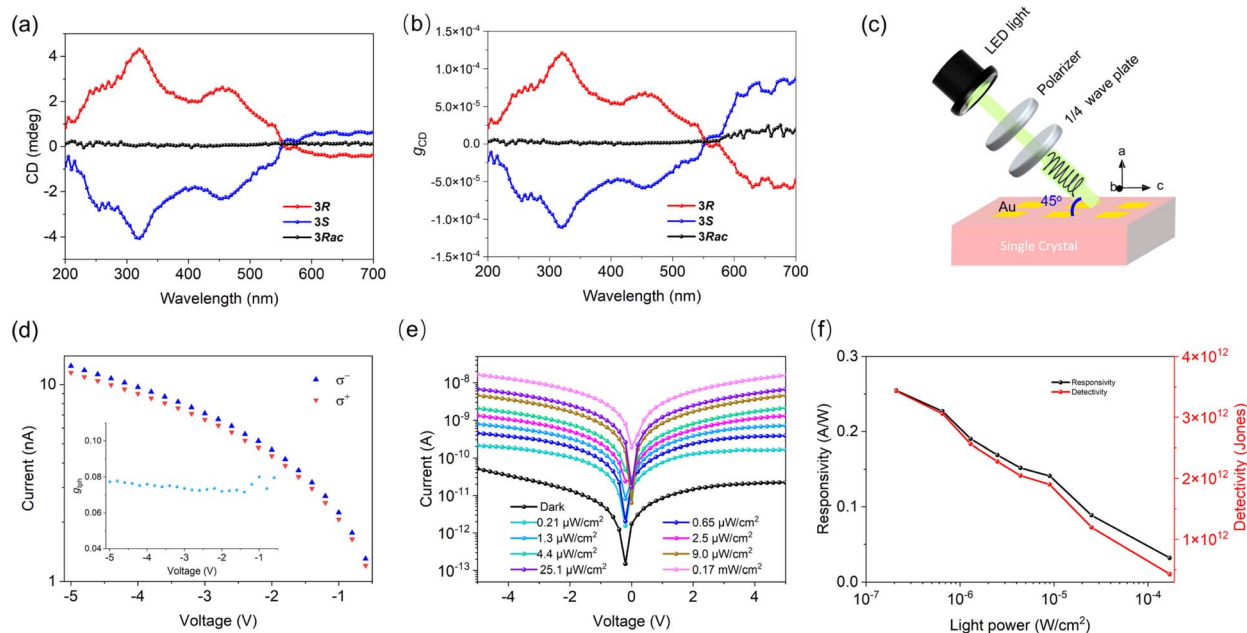 (a)
CD (mdeg)
4
2
0
-2
-4
200 300 400 500 600 700
Wavelength (nm)
3R
3S
3Rac
(b)
gCD
1.5×10-4
1.0×10-4
5.0×10-5
0.0
-5.0×10-5
-1.0×10-4
-1.5×10-4
200 300 400 500 600 700
Wavelength (nm)
3R
3S
3Rac
(c)
LED light
Polarizer
1/4 wave plate
a
b
c
45°
Au
Single Crystal
(d)
Current (nA)
10
1
σ−
σ+
glph
0.10
0.08
0.06
0.04
-5 -4 -3 -2 -1
Voltage (V)
-5 -4 -3 -2 -1
Voltage (V)
(e)
Current (A)
10-8
10-9
10-10
10-11
10-12
10-13
Dark
0.21 μW/cm2 0.65 μW/cm2
1.3 μW/cm2 2.5 μW/cm2
4.4 μW/cm2 9.0 μW/cm2
25.1 μW/cm2 0.17 mW/cm2
-4 -2 0 2 4
Voltage (V)
(f)
Responsivity (A/W)
0.3
0.2
0.1
0.0
Responsivity
Detectivity
4×1012
3×1012
2×1012
1×1012
Detectivity (Jones)
10-7 10-6 10-5 10-4
Light power (W/cm2)